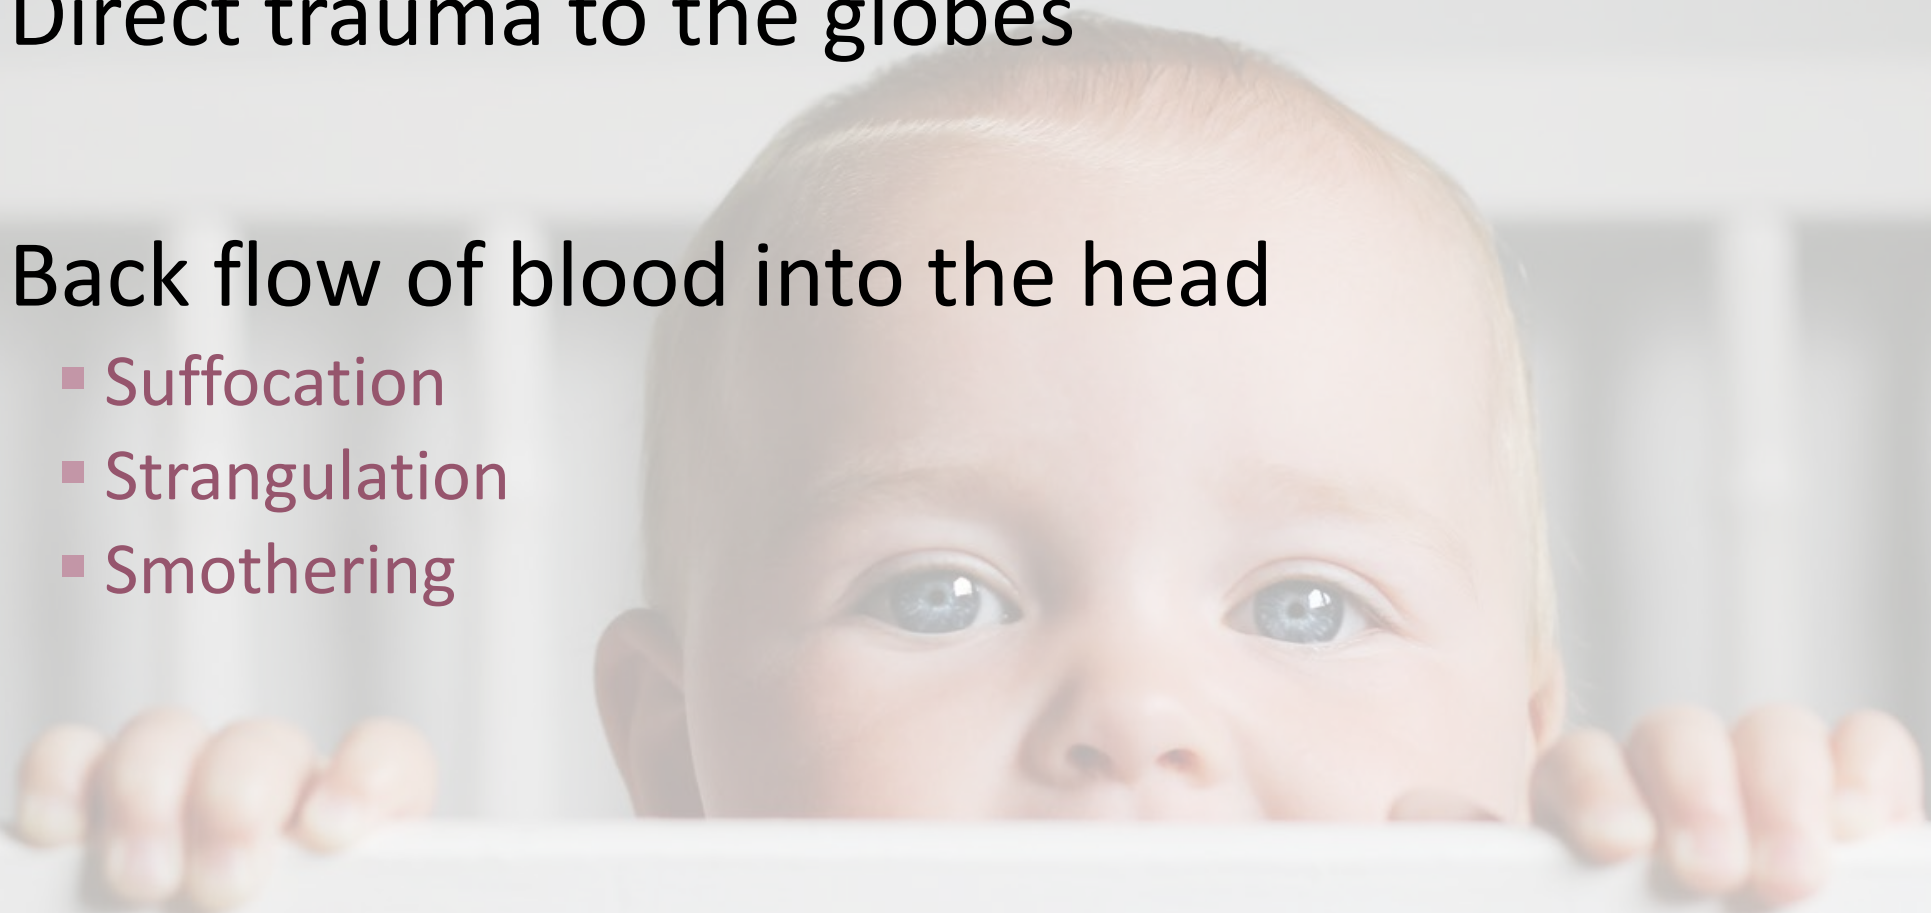 Direct trauma to the globes
Back flow of blood into the head
▪ Suffocation
▪ Strangulation
▪ Smothering